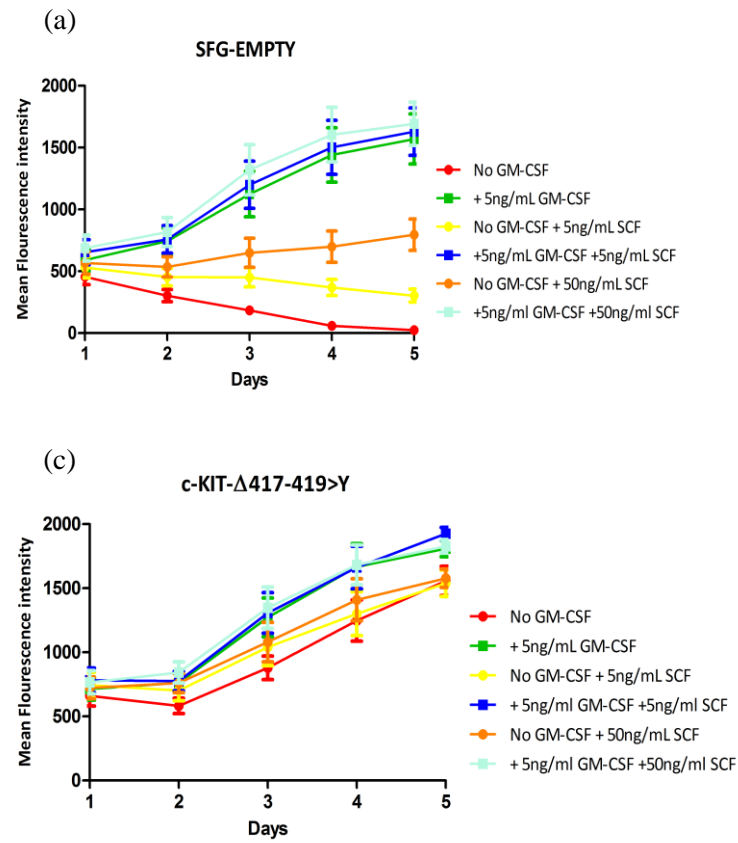 (a)
SFG-EMPTY
Mean Flourescence intensity
2000
1500
1000
500
0
1 2 3 4 5
Days
No GM-CSF
+ 5ng/mL GM-CSF
No GM-CSF + 5ng/mL SCF
+5ng/mL GM-CSF +5ng/mL SCF
No GM-CSF + 50ng/mL SCF
+5ng/ml GM-CSF +50ng/ml SCF
(c)
c-KIT-Δ417-419>Y
Mean Flourescence intensity
2000
1500
1000
500
0
1 2 3 4 5
Days
No GM-CSF
+ 5ng/mL GM-CSF
No GM-CSF + 5ng/mL SCF
+ 5ng/ml GM-CSF +5ng/ml SCF
No GM-CSF + 50ng/mL SCF
+ 5ng/ml GM-CSF +50ng/ml SCF